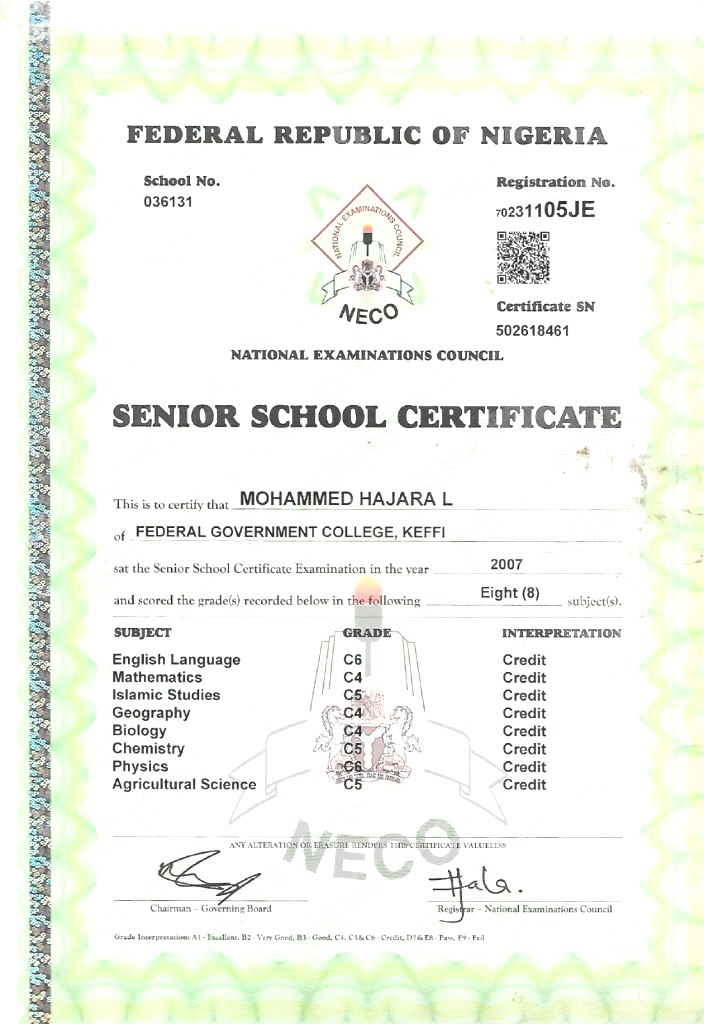 FEDERAL REPUBLIC OF NIGERIA
School No.
036131
Registration No.
70231105JE
NATIONAL EXAMINATIONS COUNCIL
NECO
Certificate SN
502618461
NATIONAL EXAMINATIONS COUNCIL
SENIOR SCHOOL CERTIFICATE
This is to certify that MOHAMMED HAJARA L
of FEDERAL GOVERNMENT COLLEGE, KEFFI
sat the Senior School Certificate Examination in the year 2007
and scored the grade(s) recorded below in the following Eight (8) subject(s).
SUBJECT GRADE INTERPRETATION
English Language C6 Credit
Mathematics C4 Credit
Islamic Studies C5 Credit
Geography C4 Credit
Biology C4 Credit
Chemistry C5 Credit
Physics C6 Credit
Agricultural Science C5 Credit
NECO
ANY ALTERATION OR ERASURE RENDERS THIS CERTIFICATE VALUELESS
Chairman - Governing Board
Registrar - National Examinations Council
Grade Interpretation: A1 - Excellent, B2 - Very Good, B3 - Good, C4, C5 & C6 - Credit, D7 & E8 - Pass, F9 - Fail